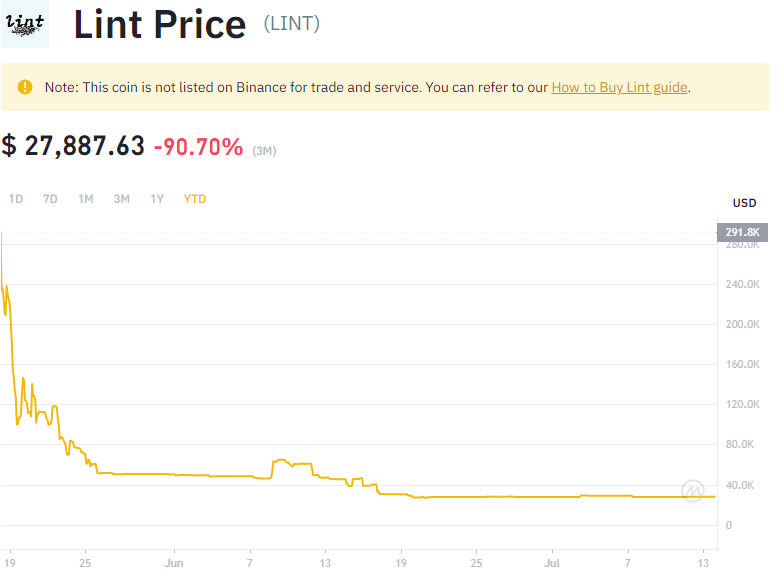 lint
Lint Price (LINT)
Note: This coin is not listed on Binance for trade and service. You can refer to our How to Buy Lint guide.
$ 27,887.63 -90.70% (3M)
1D 7D 1M 3M 1Y YTD
USD
291.8K
280.0K
240.0K
200.0K
160.0K
120.0K
80.0K
40.0K
0
19 25 Jun 7 13 19 25 Jul 7 13